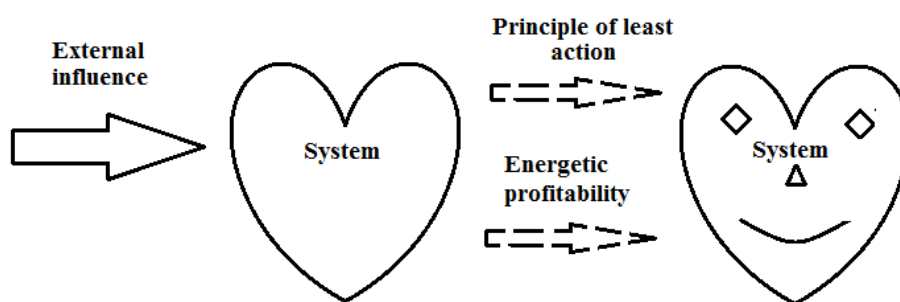 External
influence
System
Principle of least
action
Energetic
profitability
System